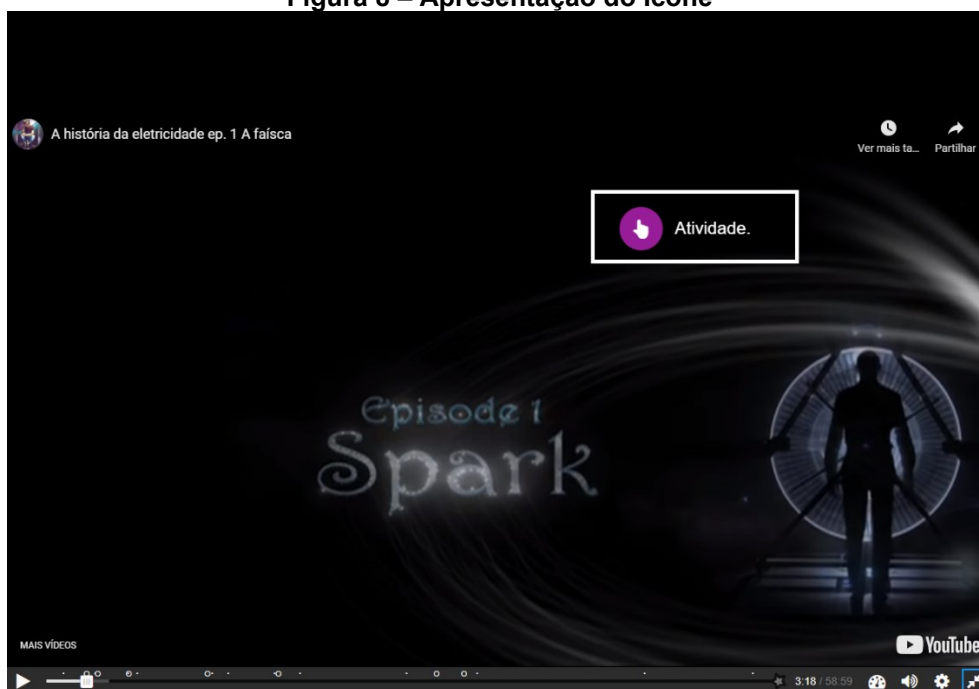 Figura 8 – Apresentação do Ícone
A história da eletricidade ep. 1 A faísca
Ver mais ta...
Partilhar
Atividade.
Episode 1
Spark
MAIS VÍDEOS
YouTube
3:18 / 58:59